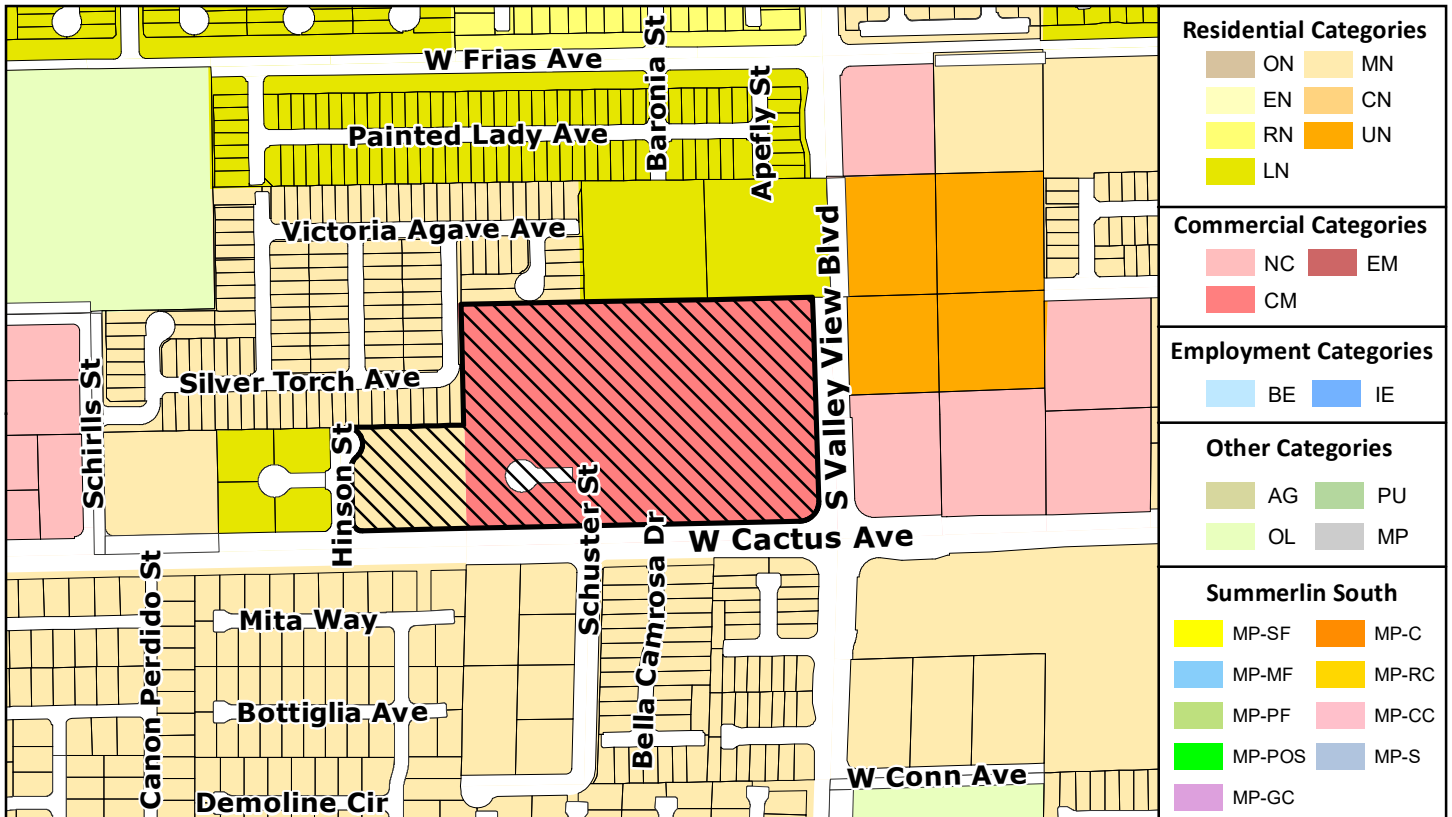 W Frias Ave
Baronia St
Apefly St
Painted Lady Ave
Victoria Agave Ave
S Valley View Blvd
Silver Torch Ave
Schirlls St
Hinson St
Schuster St
W Cactus Ave
Bella Camrosa Dr
Canon Perdido St
Mita Way
Bottiglia Ave
W Conn Ave
Demoline Cir
Residential Categories
ON MN
EN CN
RN UN
LN
Commercial Categories
NC EM
CM
Employment Categories
BE IE
Other Categories
AG PU
OL MP
Summerlin South
MP-SF MP-C
MP-MF MP-RC
MP-PF MP-CC
MP-POS MP-S
MP-GC